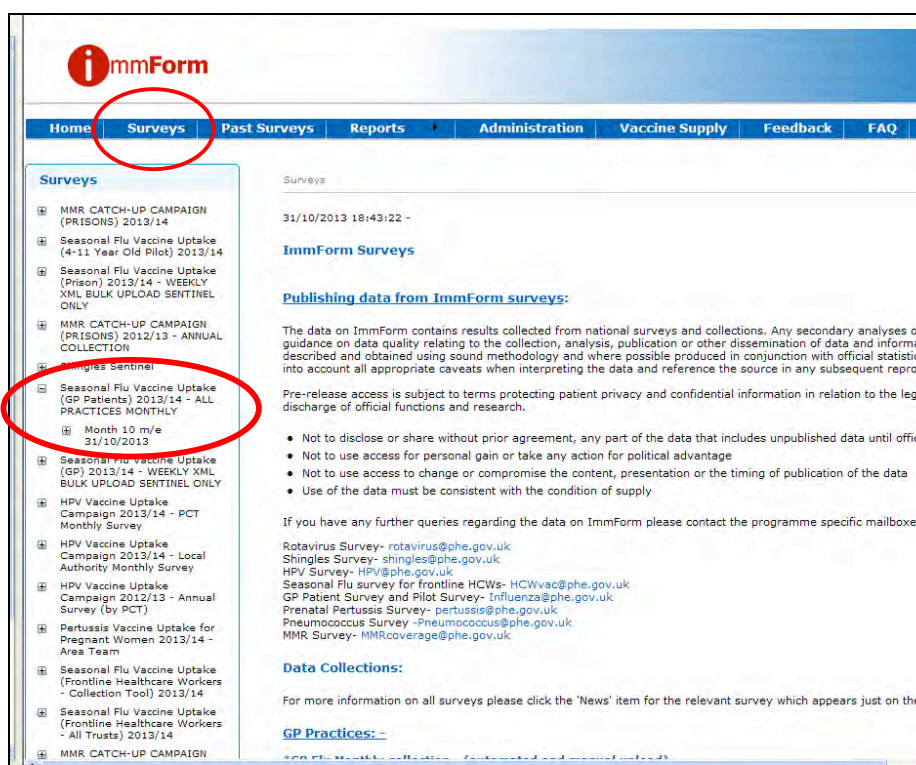 immForm
Home Surveys Past Surveys Reports Administration Vaccine Supply Feedback FAQ
Surveys
MMR CATCH-UP CAMPAIGN
(PRISONS) 2013/14
Seasonal Flu Vaccine Uptake
(4-11 Year Old Pilot) 2013/14
Seasonal Flu Vaccine Uptake
(Prison) 2013/14 - WEEKLY
XML BULK UPLOAD SENTINEL
ONLY
MMR CATCH-UP CAMPAIGN
(PRISONS) 2012/13 - ANNUAL
COLLECTION
Shingles Sentinel
Seasonal Flu Vaccine Uptake
(GP Patients) 2013/14 - ALL
PRACTICES MONTHLY
Month 10 m/e
31/10/2013
Seasonal Flu Vaccine Uptake
(GP) 2013/14 - WEEKLY XML
BULK UPLOAD SENTINEL ONLY
HPV Vaccine Uptake
Campaign 2013/14 - PCT
Monthly Survey
HPV Vaccine Uptake
Campaign 2013/14 - Local
Authority Monthly Survey
HPV Vaccine Uptake
Campaign 2012/13 - Annual
Survey (by PCT)
Pertussis Vaccine Uptake for
Pregnant Women 2013/14 -
Area Team
Seasonal Flu Vaccine Uptake
(Frontline Healthcare Workers
- Collection Tool) 2013/14
Seasonal Flu Vaccine Uptake
(Frontline Healthcare Workers
- All Trusts) 2013/14
MMR CATCH-UP CAMPAIGN
Surveys
31/10/2013 18:43:22 -
ImmForm Surveys
Publishing data from ImmForm surveys:
The data on ImmForm contains results collected from national surveys and collections. Any secondary analyses o
guidance on data quality relating to the collection, analysis, publication or other dissemination of data and informa
described and obtained using sound methodology and where possible produced in conjunction with official statistic
into account all appropriate caveats when interpreting the data and reference the source in any subsequent repro
Pre-release access is subject to terms protecting patient privacy and confidential information in relation to the leg
discharge of official functions and research.
• Not to disclose or share without prior agreement, any part of the data that includes unpublished data until offic
• Not to use access for personal gain or take any action for political advantage
• Not to use access to change or compromise the content, presentation or the timing of publication of the data
• Use of the data must be consistent with the condition of supply
If you have any further queries regarding the data on ImmForm please contact the programme specific mailboxe
Rotavirus Survey- rotavirus@phe.gov.uk
Shingles Survey- shingles@phe.gov.uk
HPV Survey- HPV@phe.gov.uk
Seasonal Flu survey for frontline HCWs- HCWvac@phe.gov.uk
GP Patient Survey and Pilot Survey- Influenza@phe.gov.uk
Prenatal Pertussis Survey- pertussis@phe.gov.uk
Pneumococcus Survey -Pneumococcus@phe.gov.uk
MMR Survey- MMRcoverage@phe.gov.uk
Data Collections:
For more information on all surveys please click the 'News' item for the relevant survey which appears just on the
GP Practices: -
*GP Flu Monthly collection - (automated and manual upload)